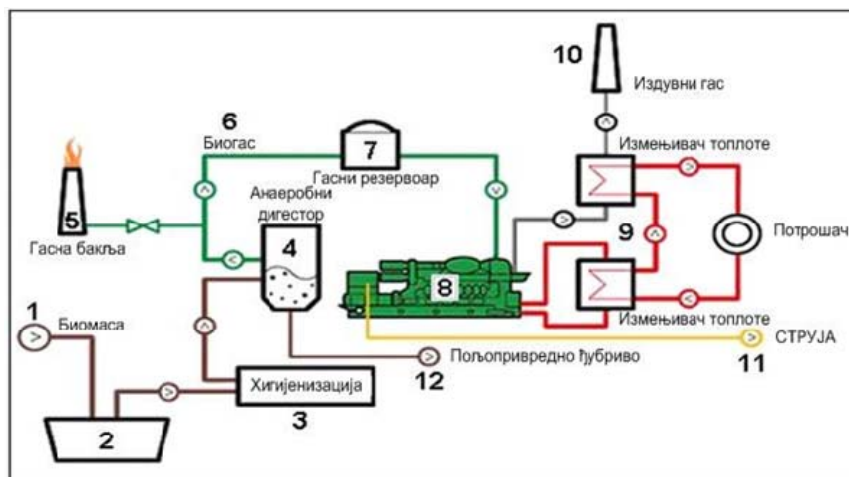 10
Издувни гас
6
Биогас
7
Гасни резервоар
Измењивач топлоте
Анаеробни
дигестор
5
Гасна бакља
4
9
Потрошач
8
1
Биомаса
Измењивач топлоте
СТРУЈА
11
Пољопривредно ђубриво
12
Хигијенизација
3
2